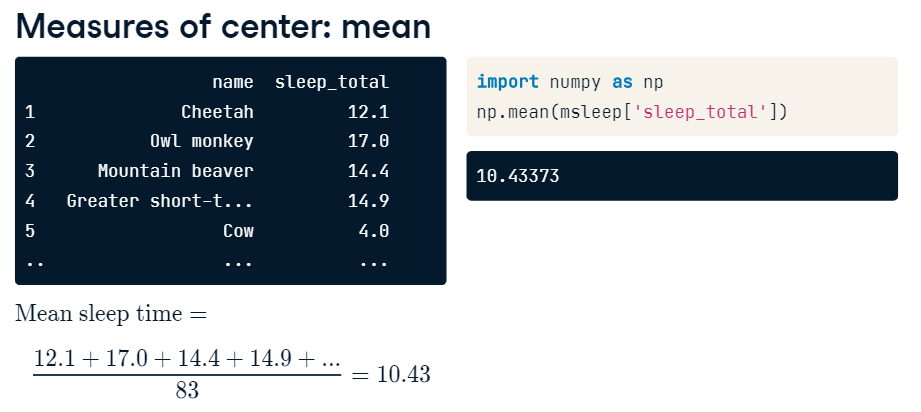 Measures of center: mean
name sleep_total
1 Cheetah 12.1
2 Owl monkey 17.0
3 Mountain beaver 14.4
4 Greater short-t... 14.9
5 Cow 4.0
.. ... ...
import numpy as np
np.mean(msleep['sleep_total'])
10.43373
Mean sleep time =
12.1 + 17.0 + 14.4 + 14.9 + ...
83
= 10.43